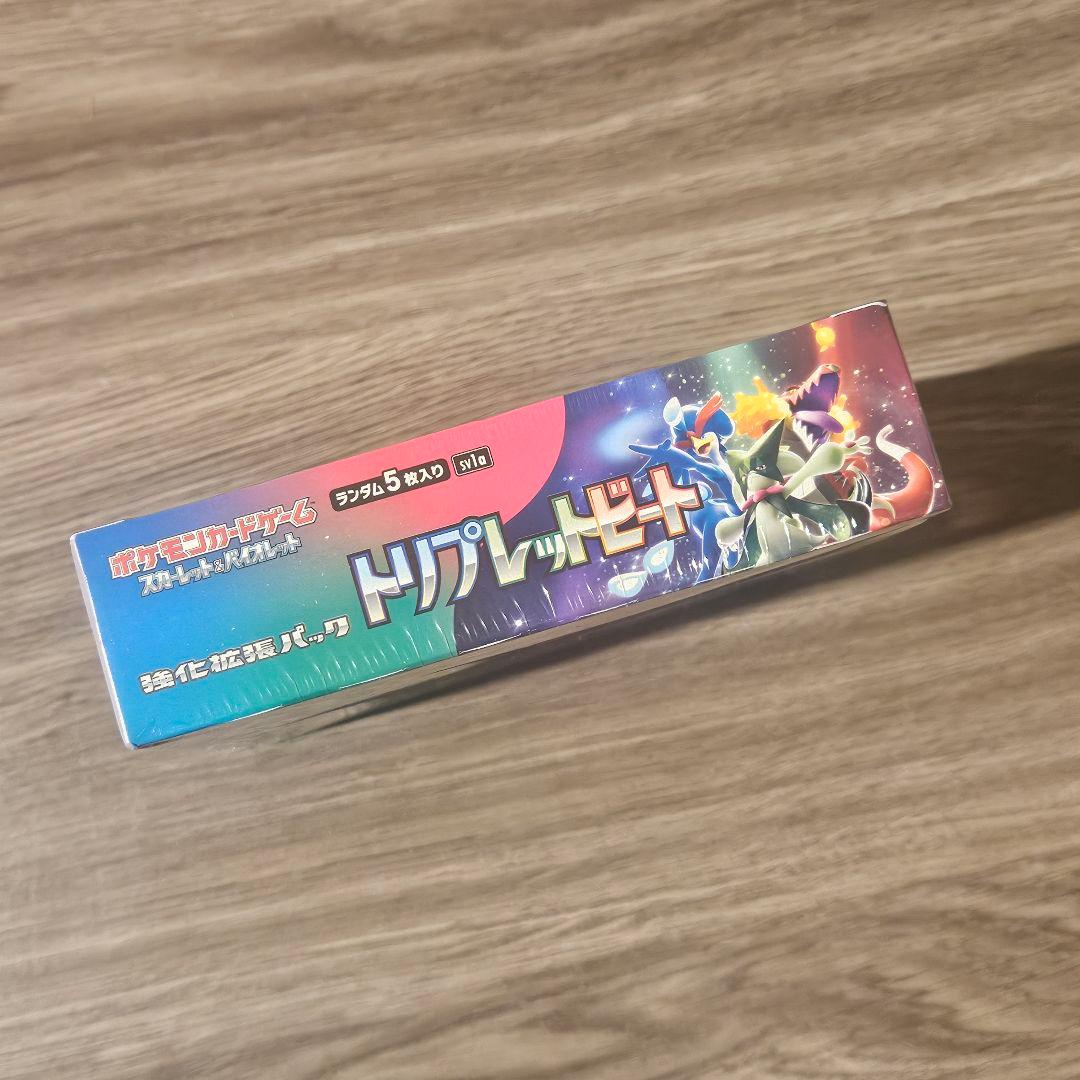 ポケモンカードゲーム
スカーレット&バイオレット
ランダム5枚入り
sv1a
強化拡張パック
トリプレットビート